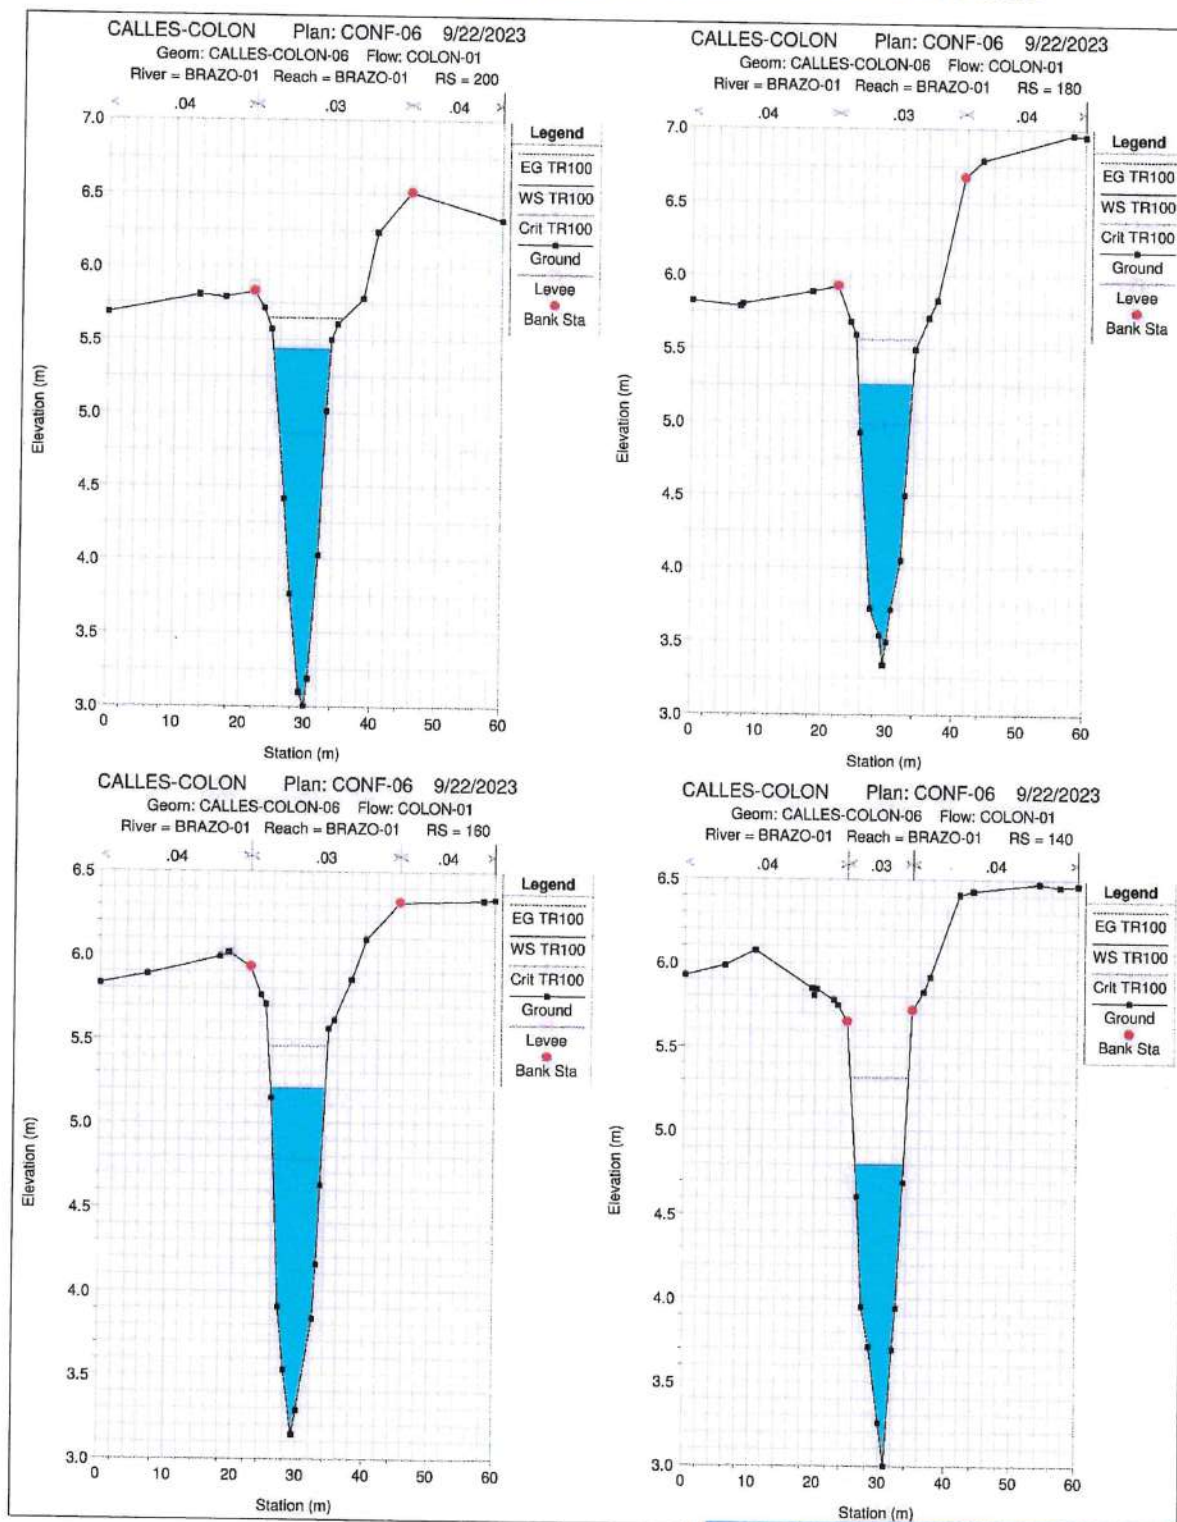 CALLES-COLON Plan: CONF-06 9/22/2023
Geom: CALLES-COLON-06 Flow: COLON-01
River = BRAZO-01 Reach = BRAZO-01 RS = 200
.04 .03 .04
7.0
6.5
6.0
5.5
5.0
4.5
4.0
3.5
3.0
Elevation (m)
0 10 20 30 40 50 60
Station (m)
Legend
EG TR100
WS TR100
Crit TR100
Ground
Levee
Bank Sta
CALLES-COLON Plan: CONF-06 9/22/2023
Geom: CALLES-COLON-06 Flow: COLON-01
River = BRAZO-01 Reach = BRAZO-01 RS = 180
.04 .03 .04
7.0
6.5
6.0
5.5
5.0
4.5
4.0
3.5
3.0
Elevation (m)
0 10 20 30 40 50 60
Station (m)
Legend
EG TR100
WS TR100
Crit TR100
Ground
Levee
Bank Sta
CALLES-COLON Plan: CONF-06 9/22/2023
Geom: CALLES-COLON-06 Flow: COLON-01
River = BRAZO-01 Reach = BRAZO-01 RS = 160
.04 .03 .04
6.5
6.0
5.5
5.0
4.5
4.0
3.5
3.0
Elevation (m)
0 10 20 30 40 50 60
Station (m)
Legend
EG TR100
WS TR100
Crit TR100
Ground
Levee
Bank Sta
CALLES-COLON Plan: CONF-06 9/22/2023
Geom: CALLES-COLON-06 Flow: COLON-01
River = BRAZO-01 Reach = BRAZO-01 RS = 140
.04 .03 .04
6.5
6.0
5.5
5.0
4.5
4.0
3.5
3.0
Elevation (m)
0 10 20 30 40 50 60
Station (m)
Legend
EG TR100
WS TR100
Crit TR100
Ground
Bank Sta